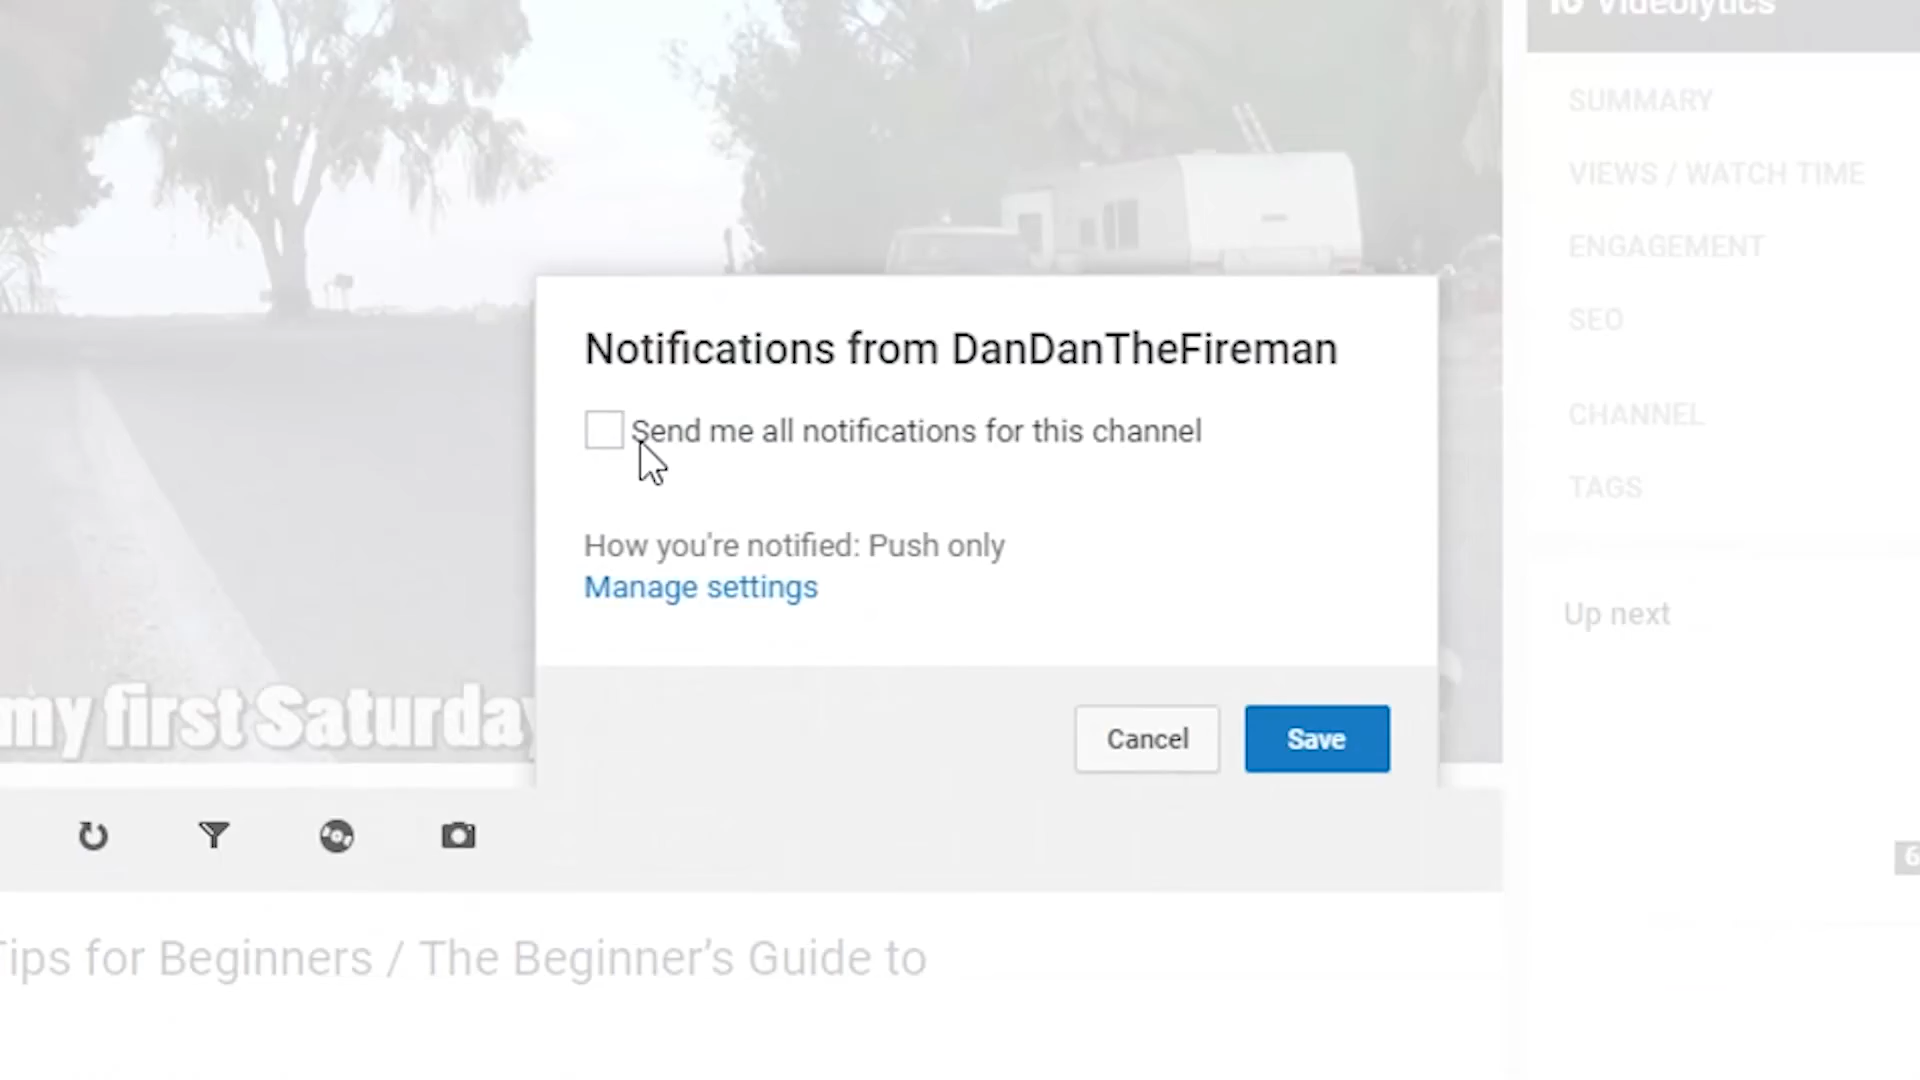 Videolytics
SUMMARY
VIEWS / WATCH TIME
ENGAGEMENT
SEO
CHANNEL
TAGS
Up next
Notifications from DanDanTheFireman
Send me all notifications for this channel
How you're notified: Push only
Manage settings
Cancel
Save
my first Saturday
Tips for Beginners / The Beginner's Guide to
6